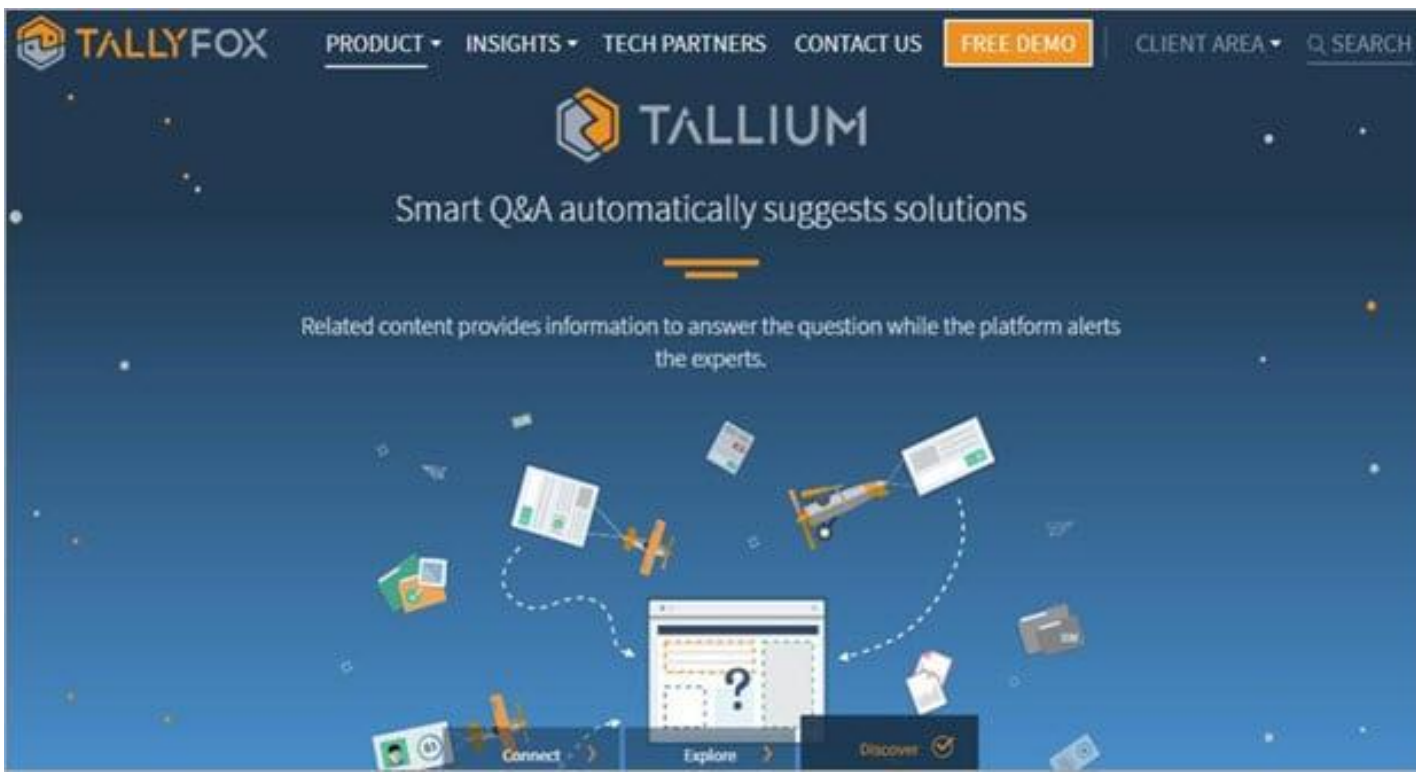 TALLYFOX PRODUCT INSIGHTS TECH PARTNERS CONTACT US FREE DEMO CLIENT AREA SEARCH
TALLIUM
Smart Q&A automatically suggests solutions
Related content provides information to answer the question while the platform alerts
the experts.
?
61
Connect Explore Discover